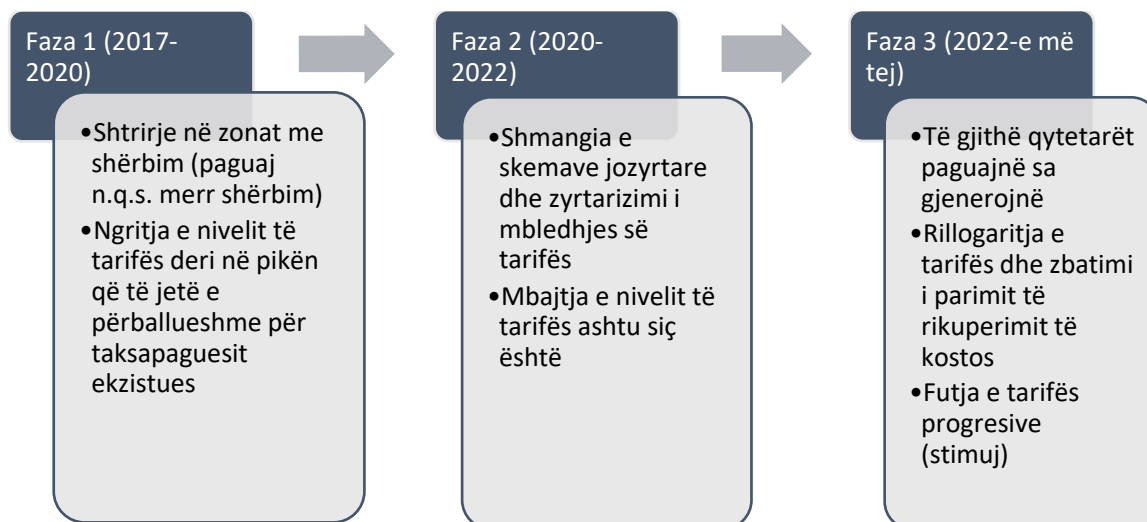 Faza 1 (2017-
2020)
•Shtrirje në zonat me
shërbim (paguaj
n.q.s. merr shërbim)
•Ngritja e nivelit të
tarifës deri në pikën
që të jetë e
përballueshme për
taksapaguesit
ekzistues
Faza 2 (2020-
2022)
•Shmangia e
skemave jozyrtare
dhe zyrtarizimi i
mbledhjes së
tarifës
•Mbajtja e nivelit të
tarifës ashtu siç
është
Faza 3 (2022-e më
tej)
•Të gjithë qytetarët
paguajnë sa
gjenerojnë
•Rillogaritja e
tarifës dhe zbatimi
i parimit të
rikuperimit të
kostos
•Futja e tarifës
progresive
(stimuj)